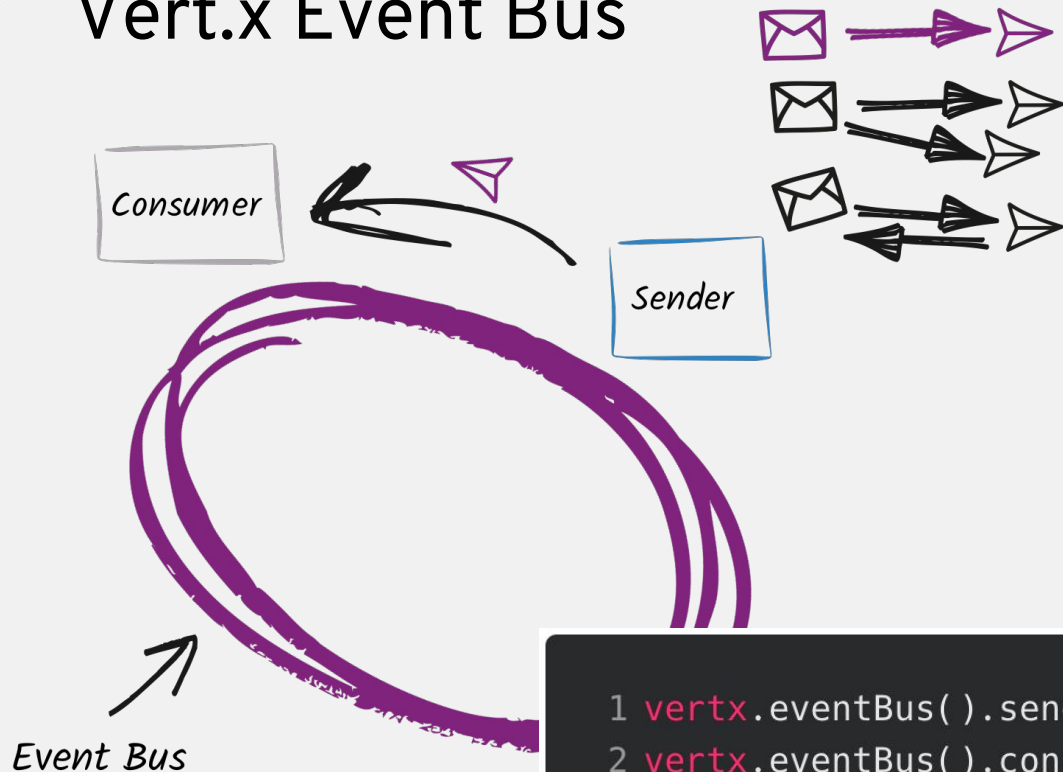 Vert.x Event Bus
Consumer
Sender
Event Bus
1 vertx.eventBus().sen
2 vertx.eventBus().con